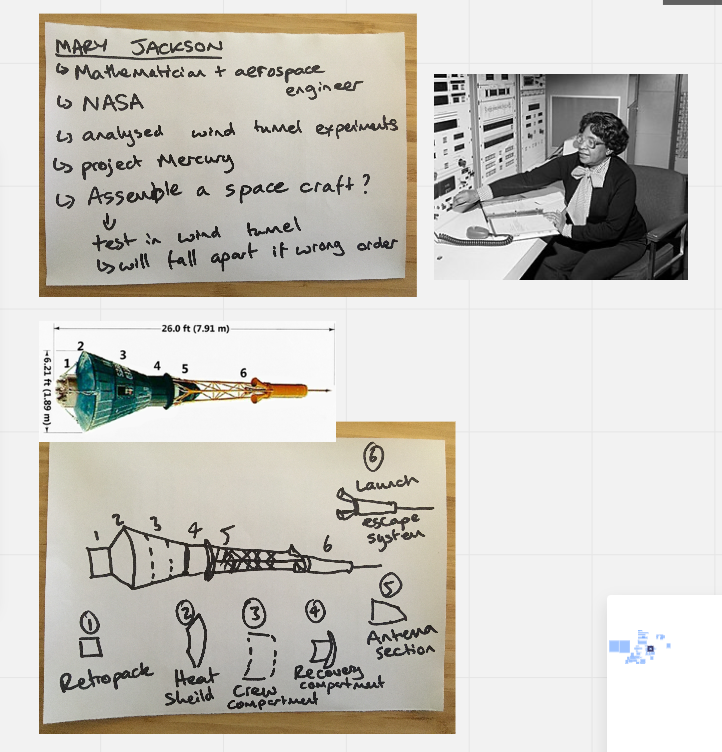 MARY JACKSON
↳ Mathematician + aerospace
engineer
↳ NASA
↳ analysed wind tunnel experiments
↳ project Mercury
↳ Assemble a space craft?
↓
test in wind tunnel
↳ will fall apart if wrong order
26.0 ft (7.91 m)
6.21 ft (1.89 m)
1 2 3 4 5 6
6
Launch
escape
system
1 2 3 4 5 6
1
Retropack
2
Heat
Sheild
3
Crew
compartment
4
Recovery
compartment
5
Antenna
section